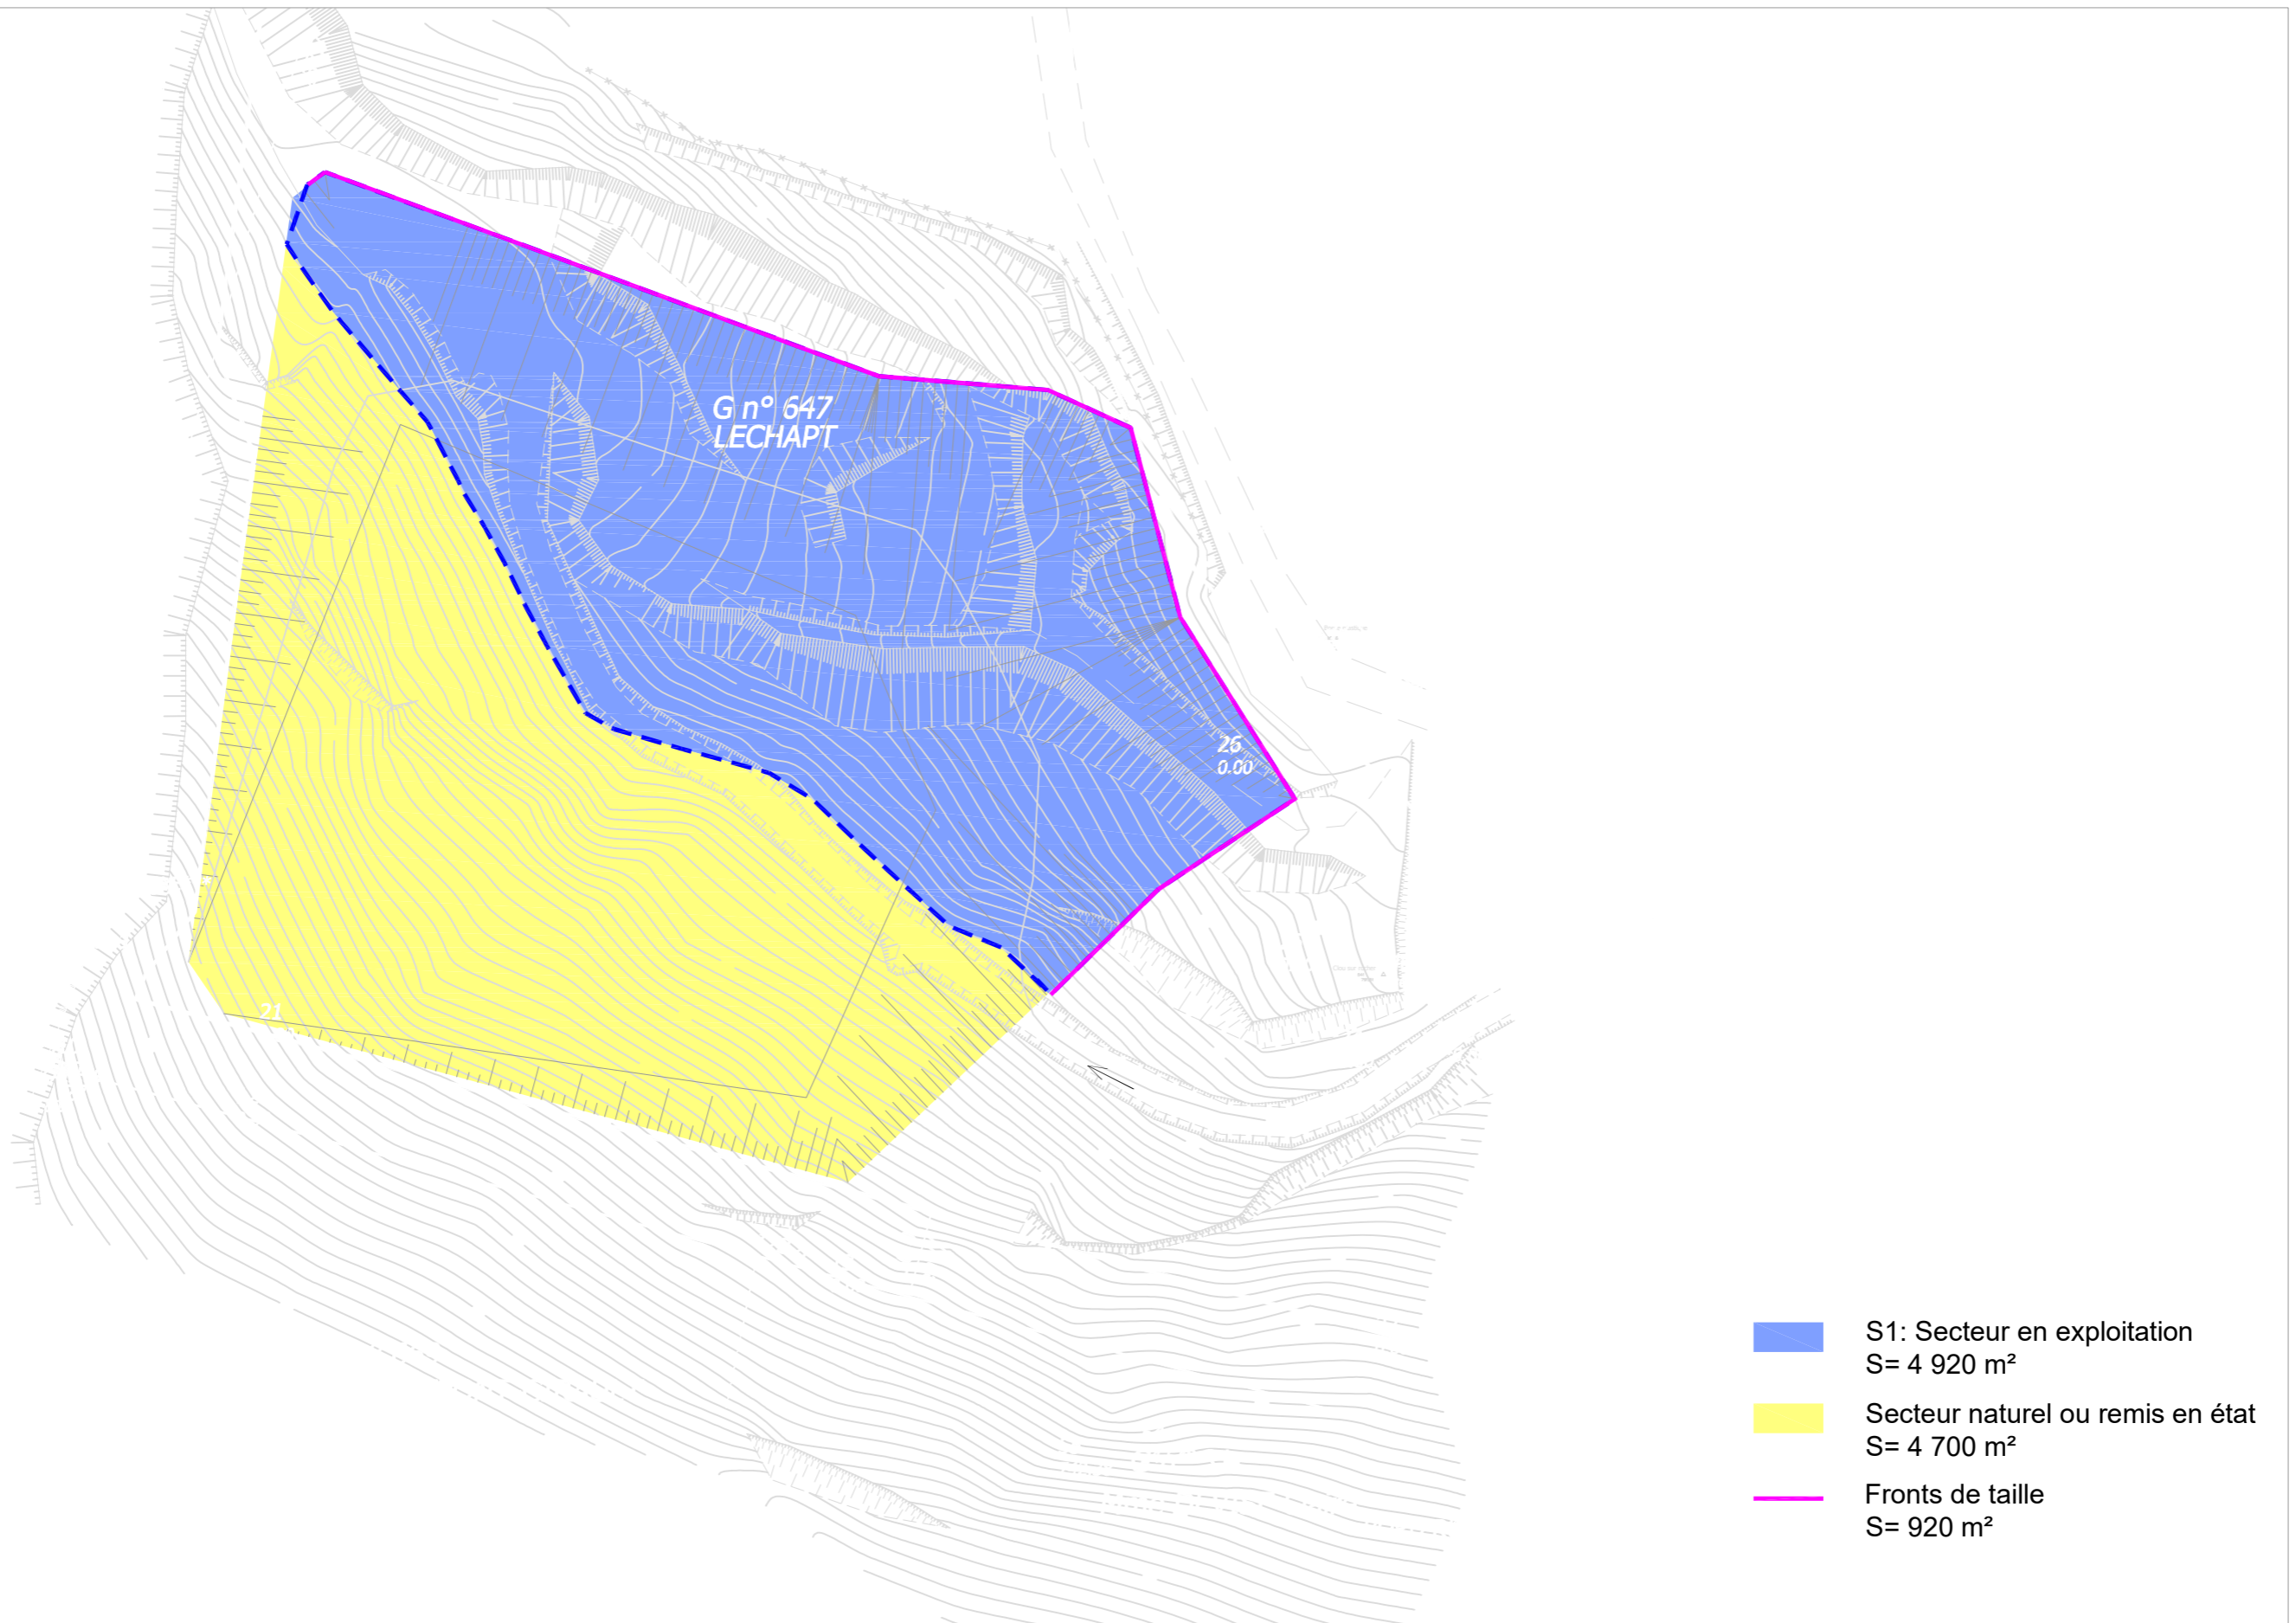 G n° 647
LECHAPT
26
0.00
21
S1: Secteur en exploitation
S= 4 920 m²
Secteur naturel ou remis en état
S= 4 700 m²
Fronts de taille
S= 920 m²